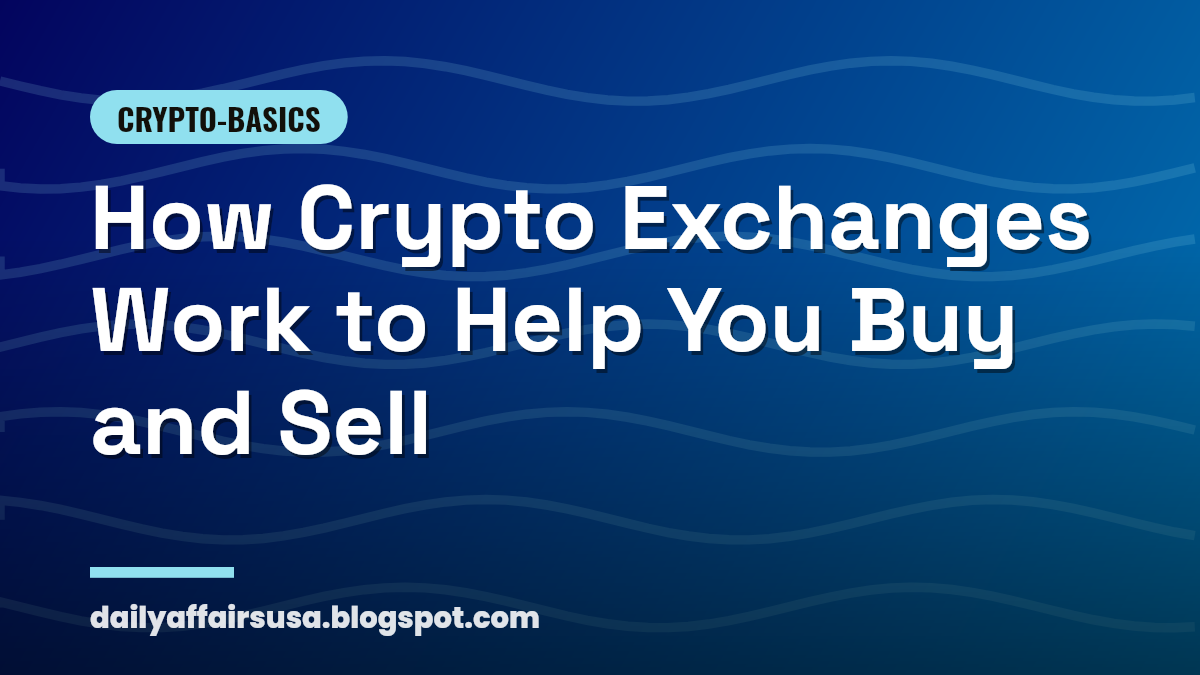 CRYPTO-BASICS
How Crypto Exchanges
Work to Help You Buy
and Sell
dailyaffairsusa.blogspot.com